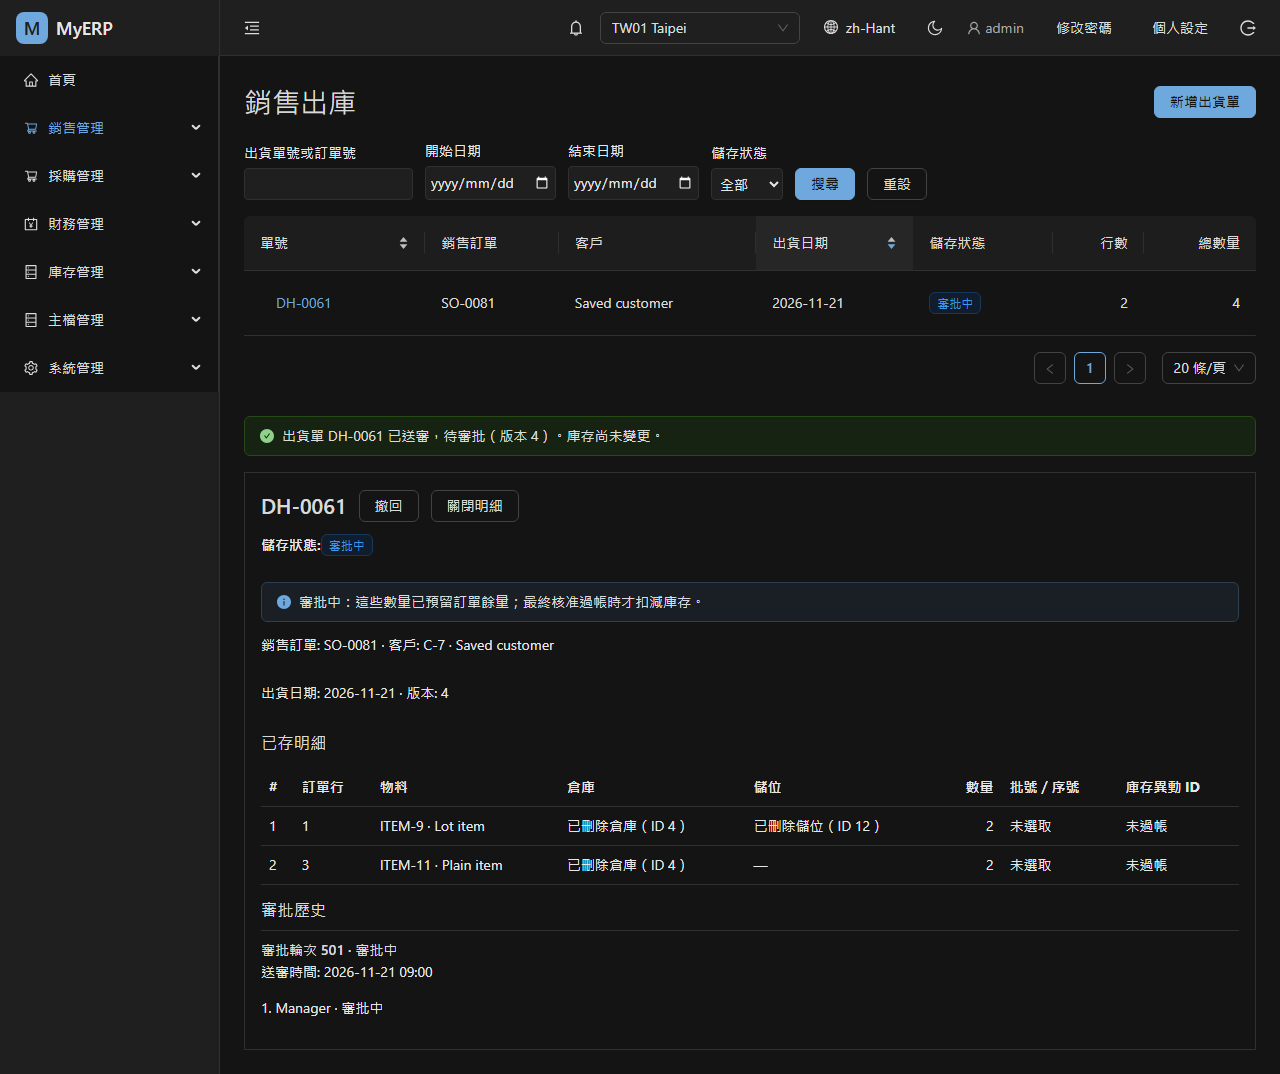 M MyERP
TW01 Taipei
zh-Hant
admin
修改密碼
個人設定
首頁
銷售管理
採購管理
財務管理
庫存管理
主檔管理
系統管理
銷售出庫
新增出貨單
出貨單號或訂單號
開始日期
結束日期
儲存狀態
yyyy/mm/dd
yyyy/mm/dd
全部
搜尋
重設
單號 銷售訂單 客戶 出貨日期 儲存狀態 行數 總數量
DH-0061 SO-0081 Saved customer 2026-11-21 審批中 2 4
< 1 > 20 條/頁
出貨單 DH-0061 已送審，待審批（版本 4）。庫存尚未變更。
DH-0061 撤回 關閉明細
儲存狀態: 審批中
審批中：這些數量已預留訂單餘量；最終核准過帳時才扣減庫存。
銷售訂單: SO-0081 · 客戶: C-7 · Saved customer
出貨日期: 2026-11-21 · 版本: 4
已存明細
# 訂單行 物料 倉庫 儲位 數量 批號 / 序號 庫存異動 ID
1 1 ITEM-9 · Lot item 已刪除倉庫（ID 4） 已刪除儲位（ID 12） 2 未選取 未過帳
2 3 ITEM-11 · Plain item 已刪除倉庫（ID 4） — 2 未選取 未過帳
審批歷史
審批輪次 501 · 審批中
送審時間: 2026-11-21 09:00
1. Manager · 審批中